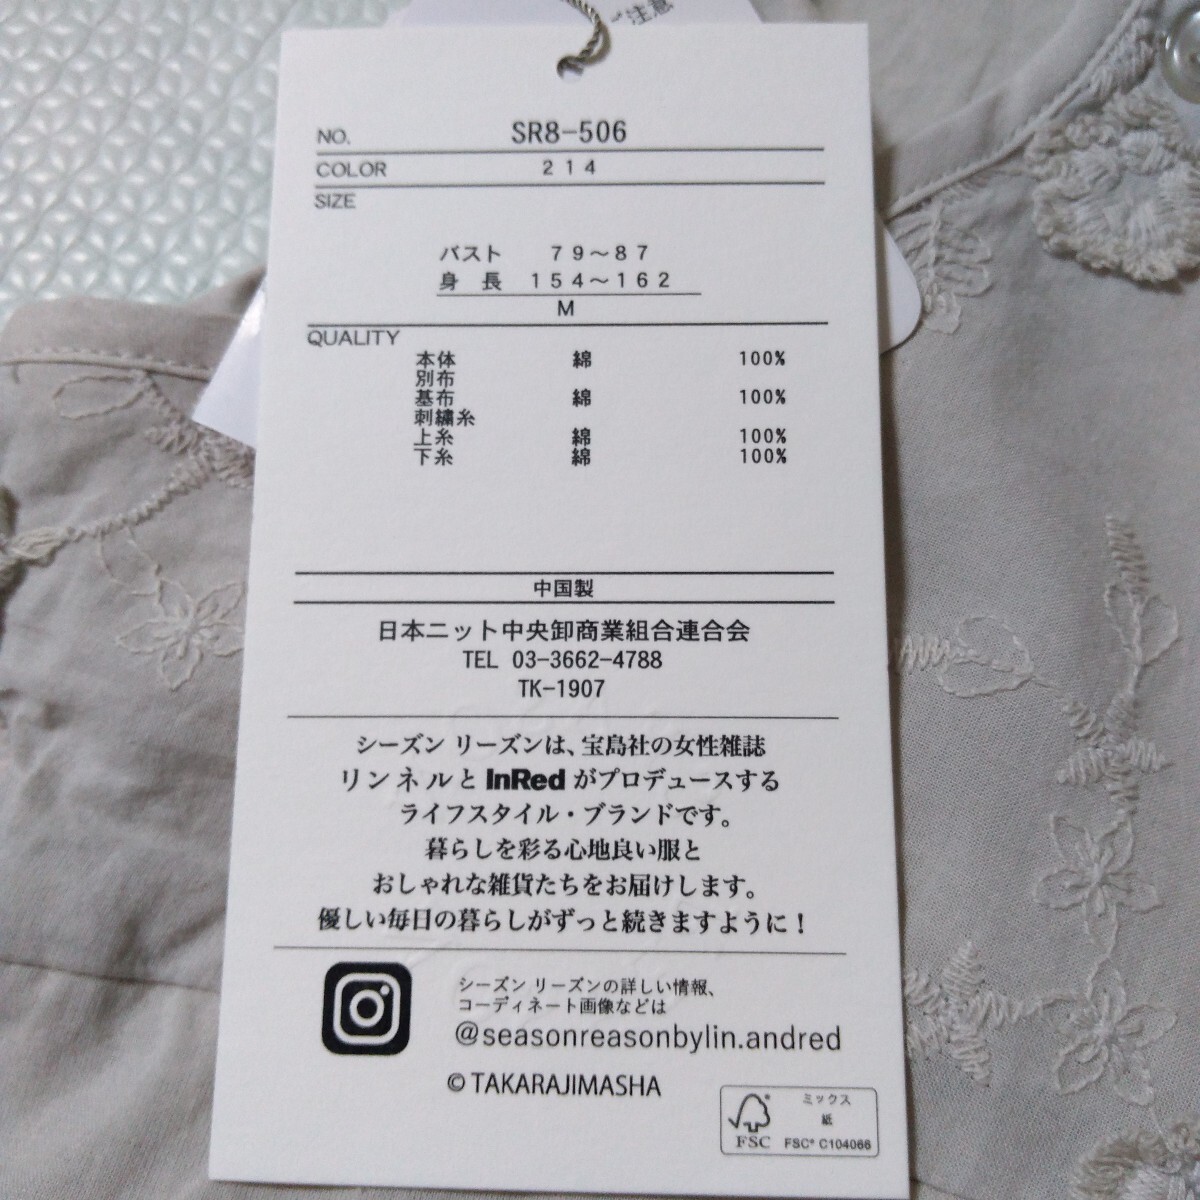 ご注意
NO. SR8-506
COLOR 214
SIZE
バスト 79～87
身長 154～162
M
QUALITY
本体 綿 100%
別布
基布 綿 100%
刺繍糸
上糸 綿 100%
下糸 綿 100%
中国製
日本ニット中央卸商業組合連合会
TEL 03-3662-4788
TK-1907
シーズン リーズンは、宝島社の女性雑誌
リンネルと InRed がプロデュースする
ライフスタイル・ブランドです。
暮らしを彩る心地良い服と
おしゃれな雑貨たちをお届けします。
優しい毎日の暮らしがずっと続きますように！
シーズン リーズンの詳しい情報、
コーディネート画像などは
@seasonreasonbylin.andred
© TAKARAJIMASHA
FSC
ミックス
紙
FSC® C104066